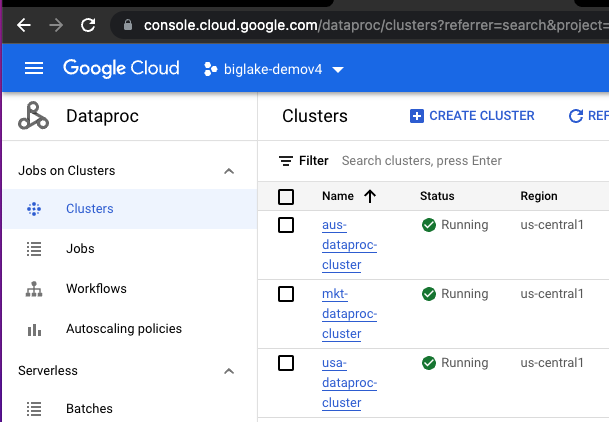 console.cloud.google.com/dataproc/clusters?referrer=search&project=
Google Cloud biglake-demov4
Dataproc
Clusters CREATE CLUSTER REF
Jobs on Clusters
Filter Search clusters, press Enter
Name Status Region
Clusters
Jobs
Workflows
Autoscaling policies
Serverless
Batches
aus-
dataproc-
cluster
Running us-central1
mkt-
dataproc-
cluster
Running us-central1
usa-
dataproc-
cluster
Running us-central1